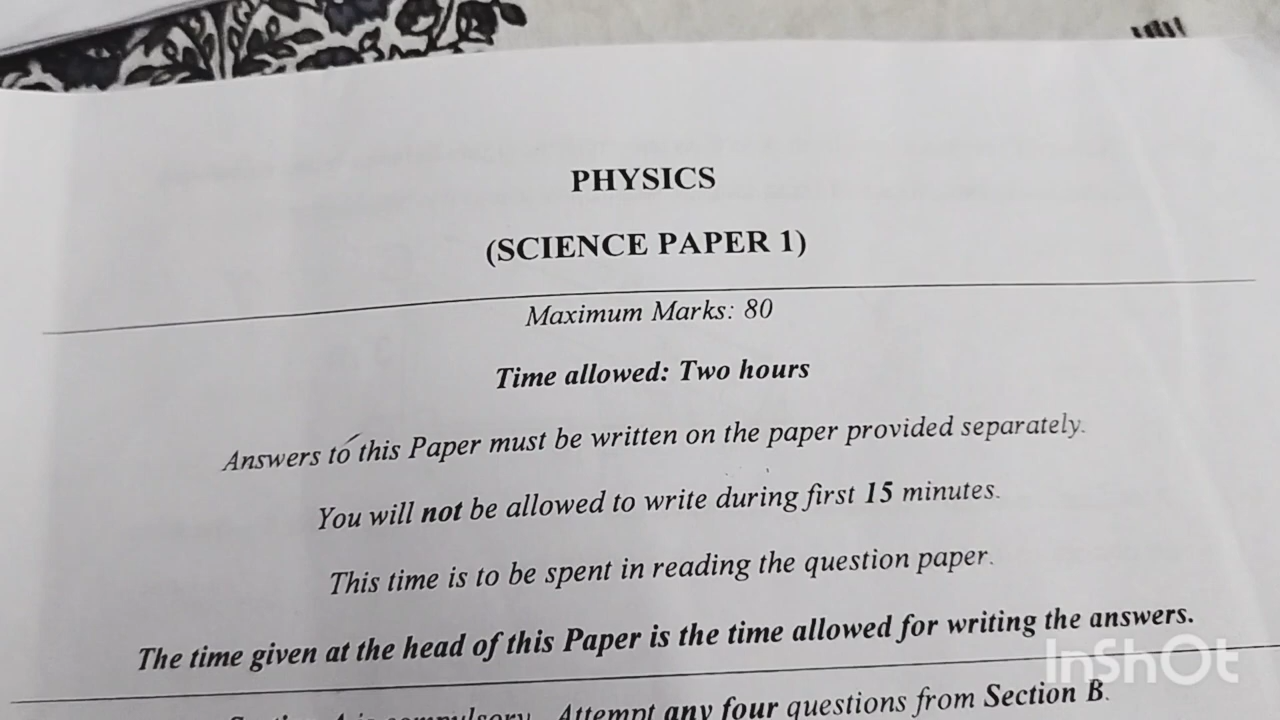 PHYSICS
(SCIENCE PAPER 1)
Maximum Marks: 80
Time allowed: Two hours
Answers to this Paper must be written on the paper provided separately.
You will not be allowed to write during first 15 minutes.
This time is to be spent in reading the question paper.
The time given at the head of this Paper is the time allowed for writing the answers.
InShOt
compulsory. Attempt any four questions from Section B.